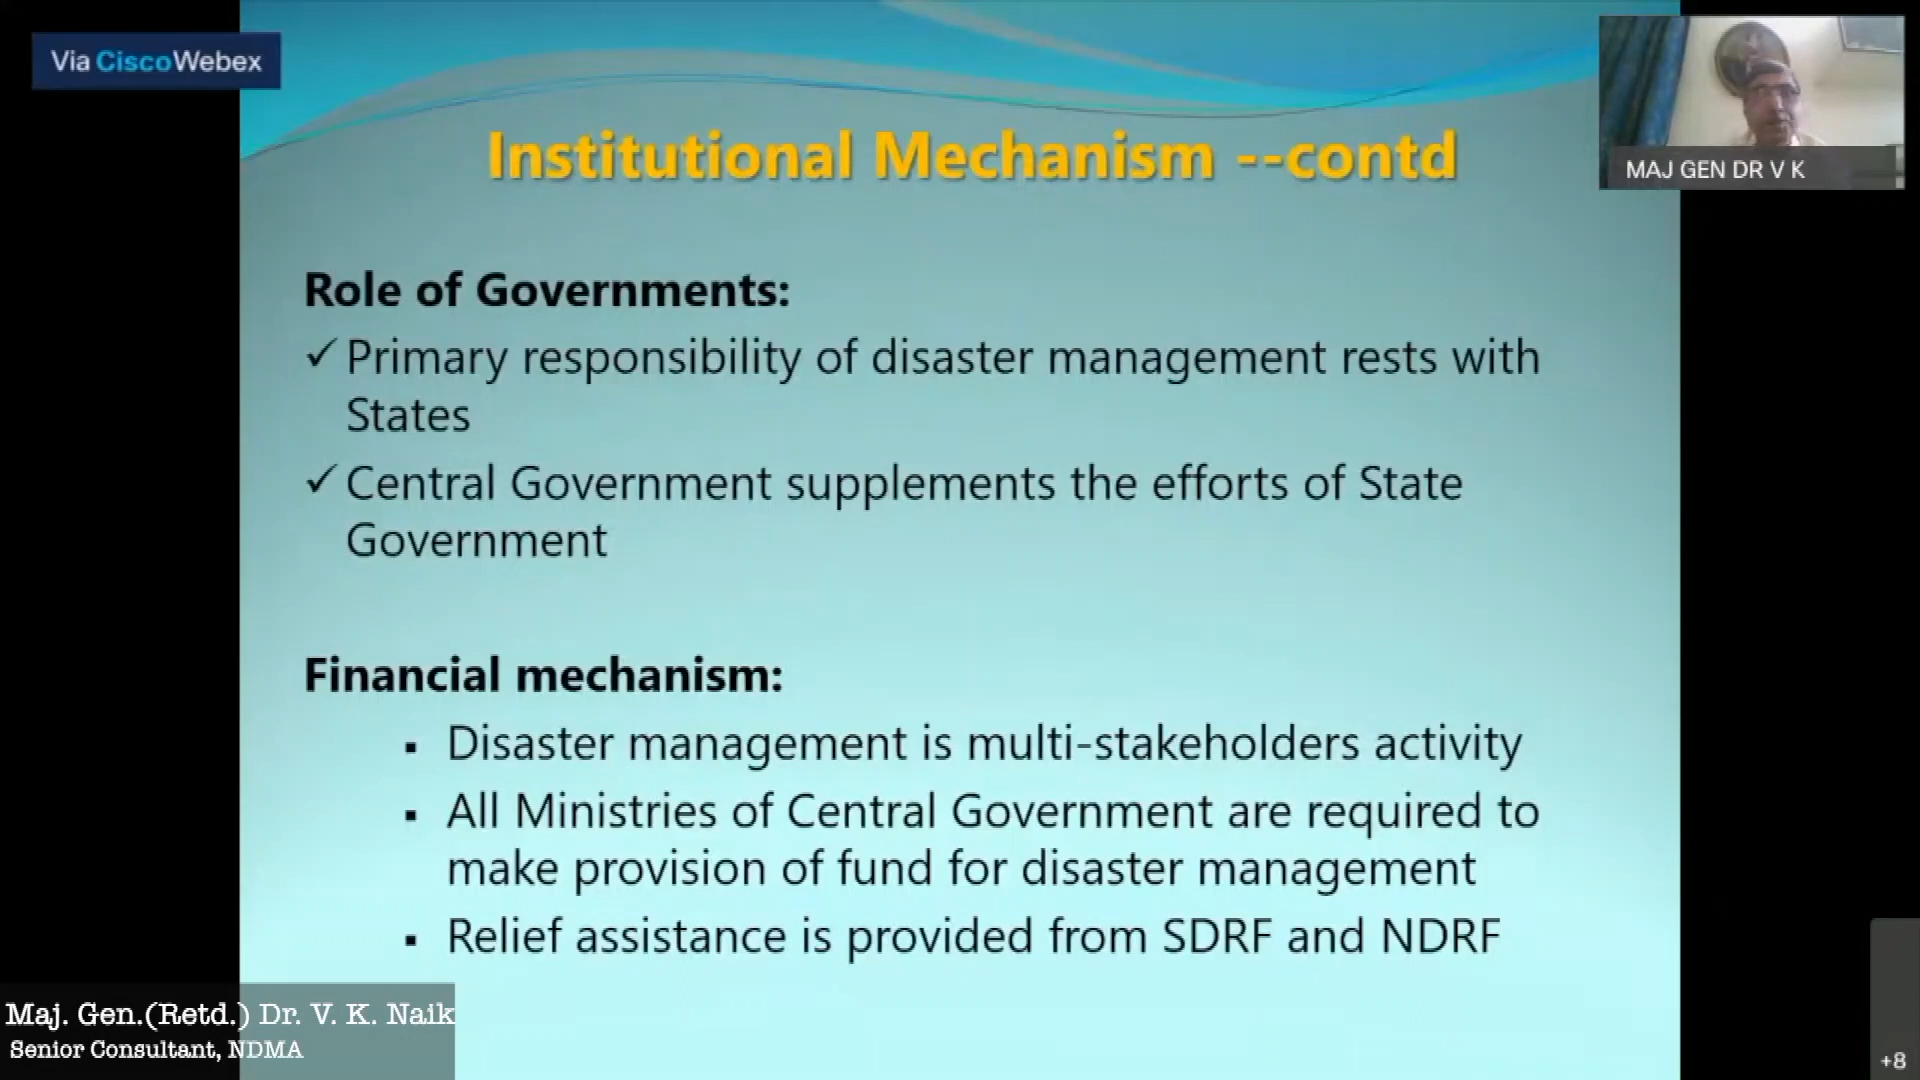 Via CiscoWebex
MAJ GEN DR V K
Institutional Mechanism --contd
Role of Governments:
✓ Primary responsibility of disaster management rests with
States
✓ Central Government supplements the efforts of State
Government
Financial mechanism:
▪ Disaster management is multi-stakeholders activity
▪ All Ministries of Central Government are required to
make provision of fund for disaster management
▪ Relief assistance is provided from SDRF and NDRF
Maj. Gen.(Retd.) Dr. V. K. Naik
Senior Consultant, NDMA
+8